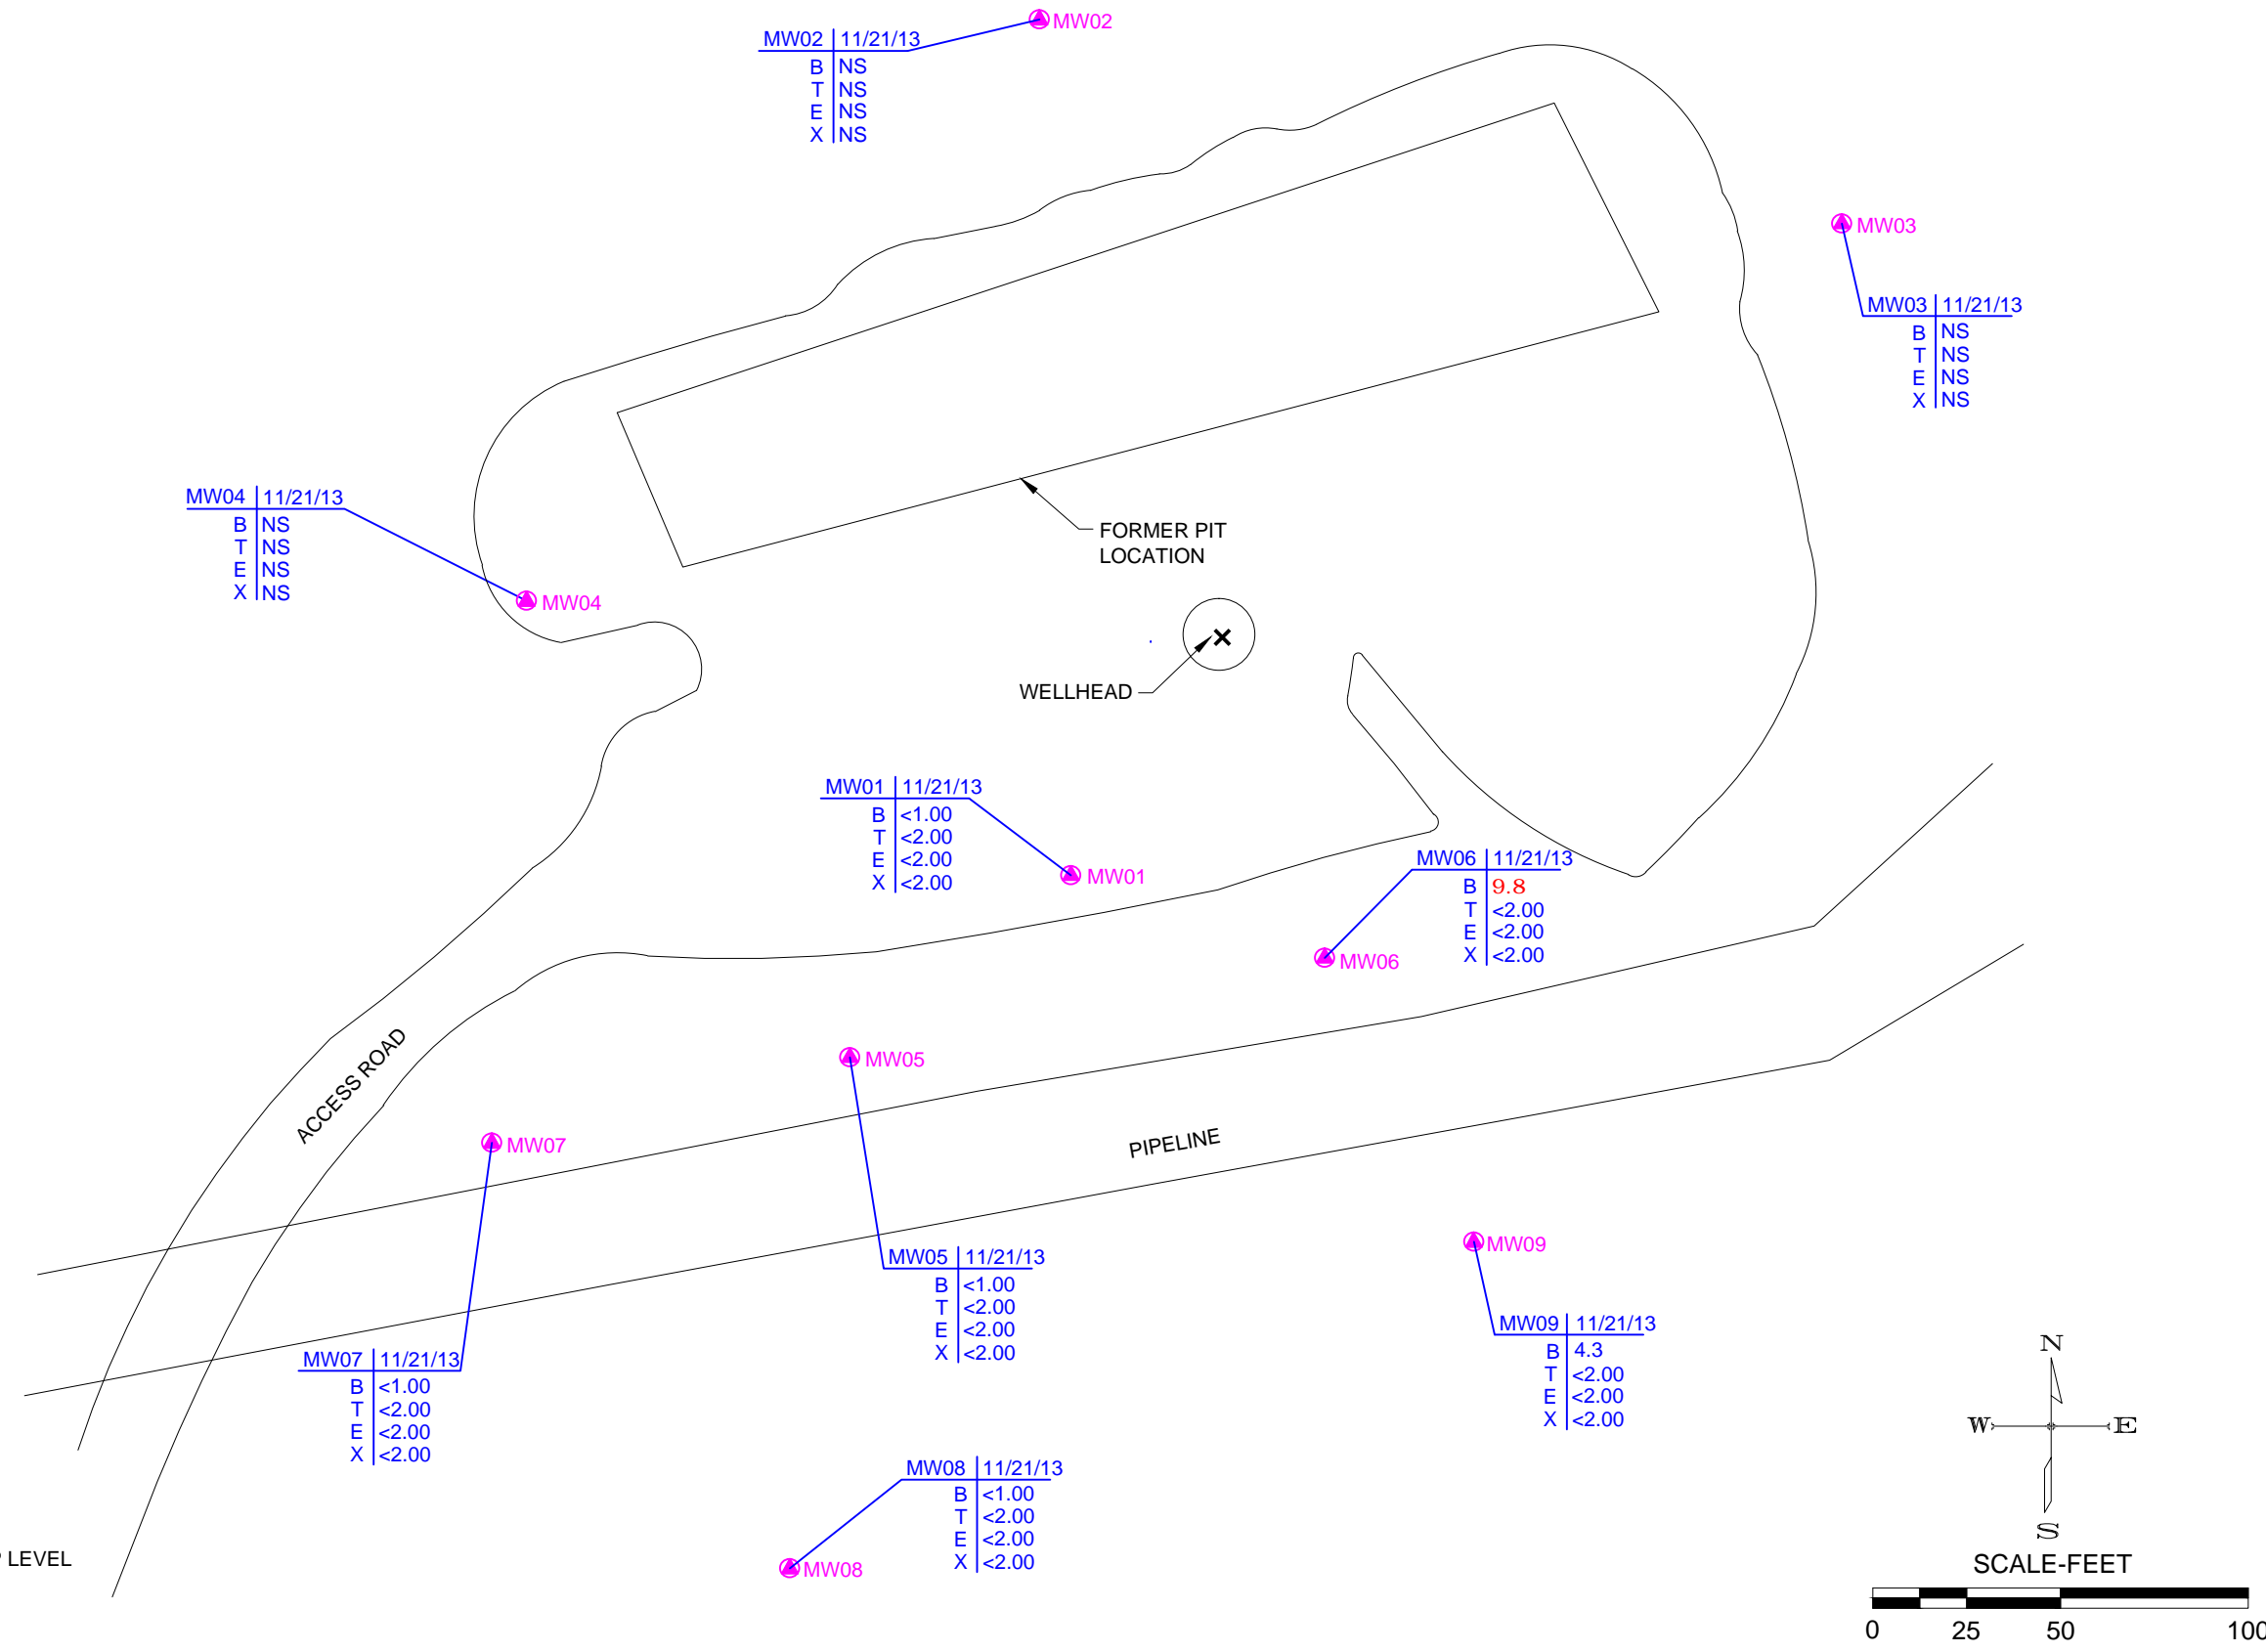 MW02
MW02 11/21/13
B NS
T NS
E NS
X NS
MW03
MW03 11/21/13
B NS
T NS
E NS
X NS
MW04 11/21/13
B NS
T NS
E NS
X NS
MW04
FORMER PIT
LOCATION
WELLHEAD
MW01 11/21/13
B <1.00
T <2.00
E <2.00
X <2.00
MW01
MW06 11/21/13
B 9.8
T <2.00
E <2.00
X <2.00
MW06
ACCESS ROAD
MW05
MW07
PIPELINE
MW05 11/21/13
B <1.00
T <2.00
E <2.00
X <2.00
MW09
MW09 11/21/13
B 4.3
T <2.00
E <2.00
X <2.00
MW07 11/21/13
B <1.00
T <2.00
E <2.00
X <2.00
MW08 11/21/13
B <1.00
T <2.00
E <2.00
X <2.00
MW08
LEVEL
N
W E
S
SCALE-FEET
0 25 50 100